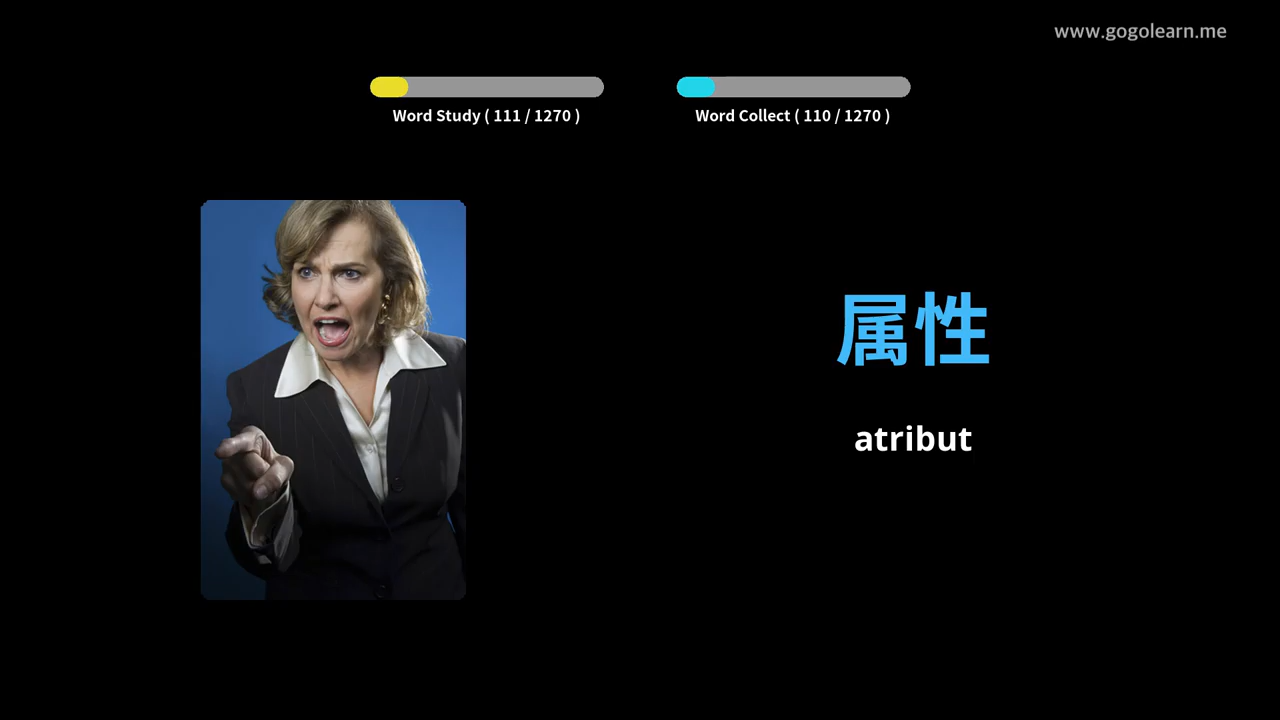 www.gogolearn.me
Word Study ( 111 / 1270 )
Word Collect ( 110 / 1270 )
属性
atribut